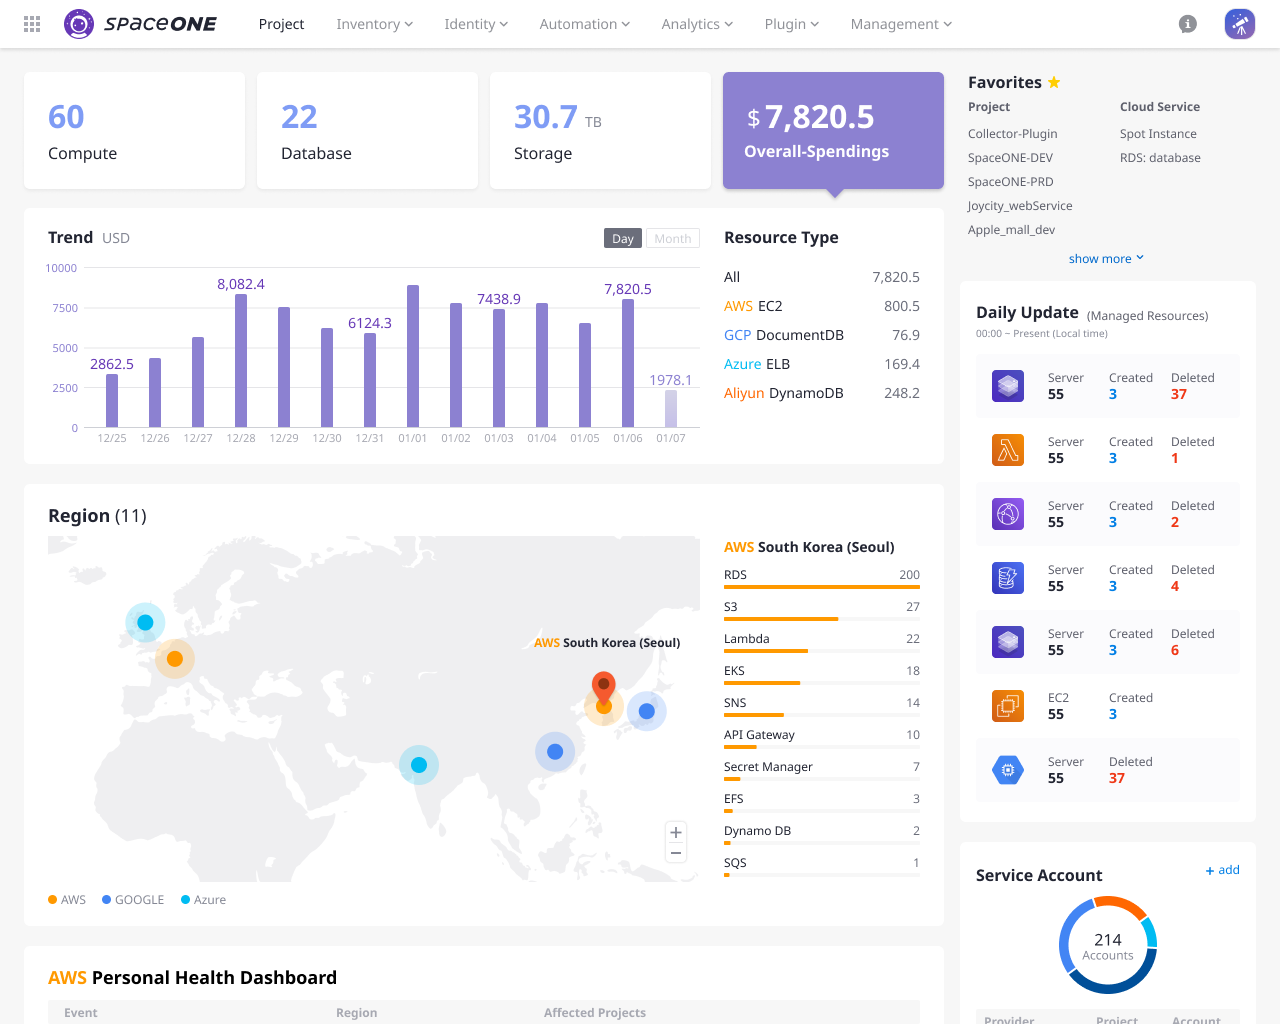 spaceONE
Project Inventory Identity Automation Analytics Plugin Management
60
Compute
22
Database
30.7 TB
Storage
$ 7,820.5
Overall-Spendings
Trend USD
Day Month
10000
7500
5000
2500
0
2862.5
8,082.4
6124.3
7438.9
7,820.5
1978.1
12/25 12/26 12/27 12/28 12/29 12/30 12/31 01/01 01/02 01/03 01/04 01/05 01/06 01/07
Resource Type
All 7,820.5
AWS EC2 800.5
GCP DocumentDB 76.9
Azure ELB 169.4
Aliyun DynamoDB 248.2
Region (11)
AWS South Korea (Seoul)
+
−
AWS GOOGLE Azure
AWS South Korea (Seoul)
RDS 200
S3 27
Lambda 22
EKS 18
SNS 14
API Gateway 10
Secret Manager 7
EFS 3
Dynamo DB 2
SQS 1
AWS Personal Health Dashboard
Event Region Affected Projects
Favorites
Project Cloud Service
Collector-Plugin Spot Instance
SpaceONE-DEV RDS: database
SpaceONE-PRD
Joycity_webService
Apple_mall_dev
show more
Daily Update (Managed Resources)
00:00 ~ Present (Local time)
Server Created Deleted
55 3 37
Server Created Deleted
55 3 1
Server Created Deleted
55 3 2
Server Created Deleted
55 3 4
Server Created Deleted
55 3 6
EC2 Created
55 3
Server Deleted
55 37
Service Account + add
214
Accounts
Provider Project Account